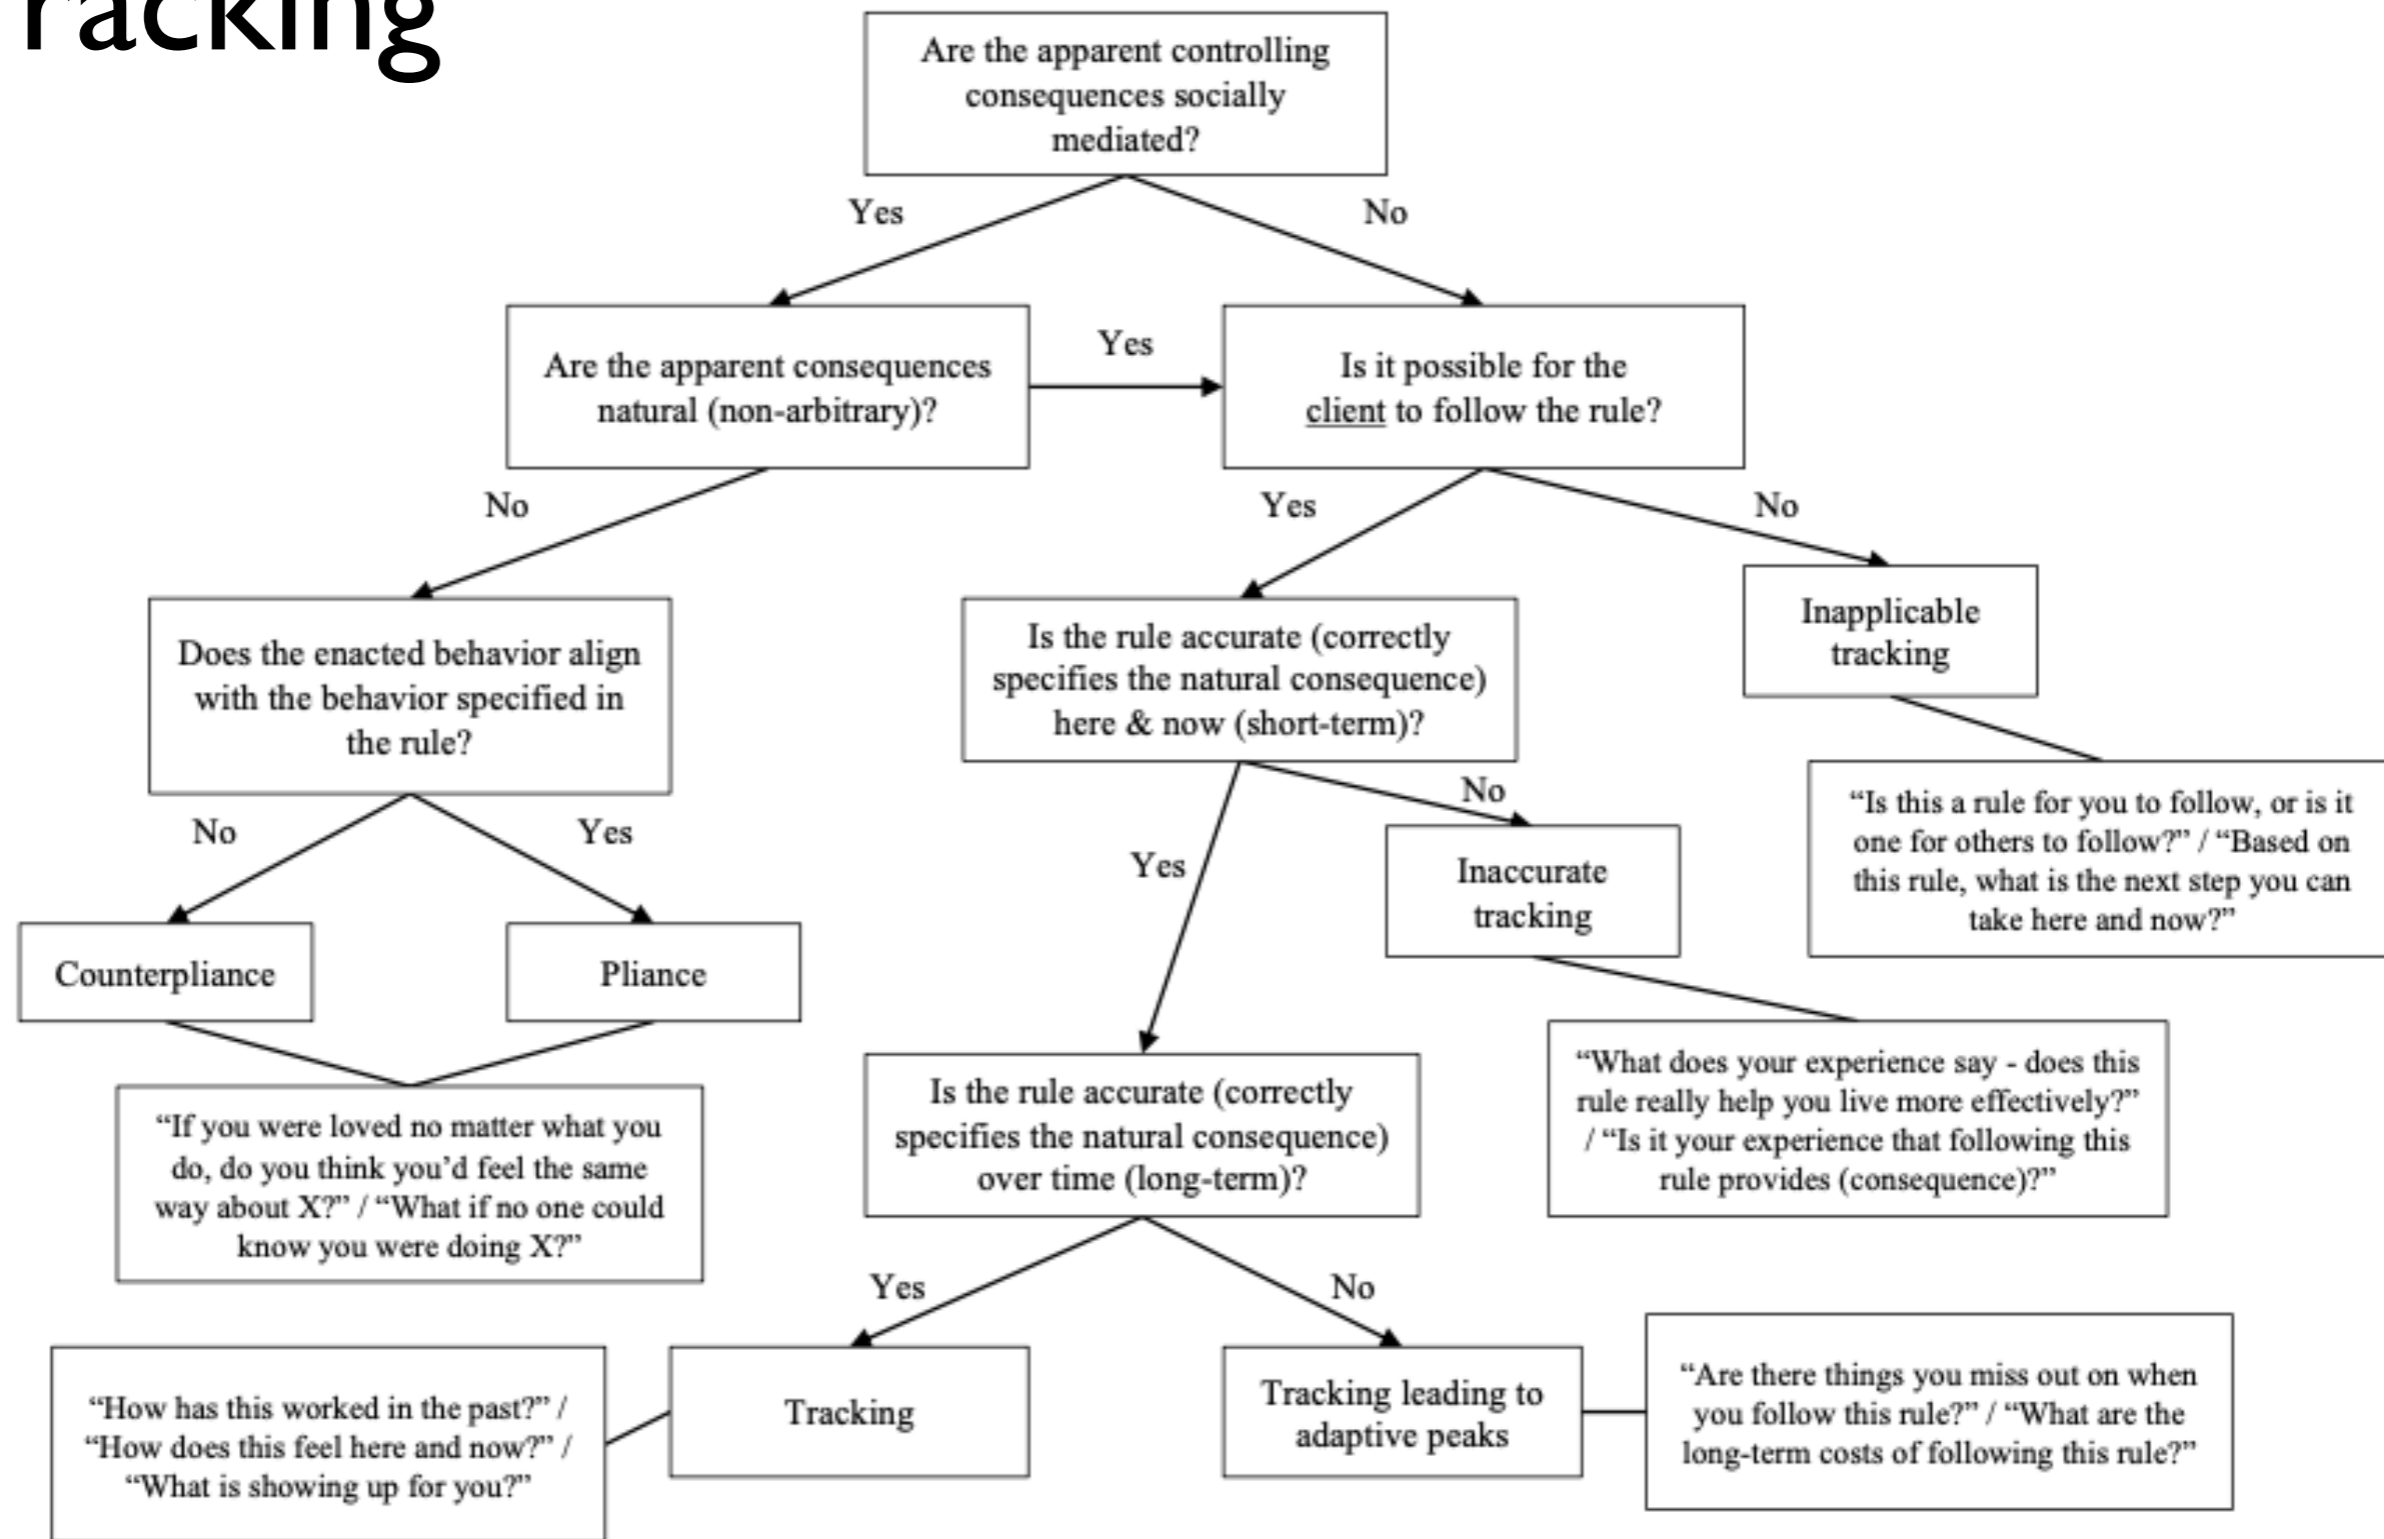 racking
Are the apparent controlling
consequences socially
mediated?
Yes
No
Are the apparent consequences
natural (non-arbitrary)?
Yes
Is it possible for the
client to follow the rule?
No
Yes
No
Does the enacted behavior align
with the behavior specified in
the rule?
Is the rule accurate (correctly
specifies the natural consequence)
here & now (short-term)?
Inapplicable
tracking
No
Yes
Yes
No
Inaccurate
tracking
“Is this a rule for you to follow, or is it
one for others to follow?” / “Based on
this rule, what is the next step you can
take here and now?”
Counterpliance
Pliance
“If you were loved no matter what you
do, do you think you’d feel the same
way about X?” / “What if no one could
know you were doing X?”
Is the rule accurate (correctly
specifies the natural consequence)
over time (long-term)?
“What does your experience say - does this
rule really help you live more effectively?”
/ “Is it your experience that following this
rule provides (consequence)?”
Yes
No
“How has this worked in the past?” /
“How does this feel here and now?” /
“What is showing up for you?”
Tracking
Tracking leading to
adaptive peaks
“Are there things you miss out on when
you follow this rule?” / “What are the
long-term costs of following this rule?”